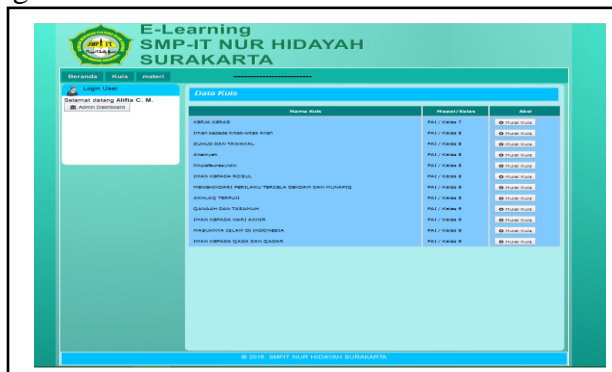 E-Learning
SMP-IT NUR HIDAYAH
SURAKARTA
Beranda Kuis materi
Login User
Selamat datang Alifia C. M.
Admin Dashboard
Data Kuis
Nama Kuis Mapel/Kelas Aksi
KERJA KERAS PAI / Kelas 7 Mulai Kuis
Iman kepada Kitab-kitab Allah PAI / Kelas 8 Mulai Kuis
ZUHUD DAN TAWAKAL PAI / Kelas 8 Mulai Kuis
Ananiyah PAI / Kelas 8 Mulai Kuis
PAI / Kelas 8 Mulai Kuis
IMAN KEPADA ROSUL PAI / Kelas 8 Mulai Kuis
MENGHINDARI PERILAKU TERCELA DENDAM DAN MUNAFIQ PAI / Kelas 8 Mulai Kuis
AKHLAQ TERPUJI PAI / Kelas 8 Mulai Kuis
QANAAH DAN TASAMUH PAI / Kelas 9 Mulai Kuis
IMAN KEPADA HARI AKHIR PAI / Kelas 9 Mulai Kuis
MASUKNYA ISLAM DI INDONESIA PAI / Kelas 9 Mulai Kuis
IMAN KEPADA QADA DAN QADAR PAI / Kelas 9 Mulai Kuis
© 2016. SMPIT NUR HIDAYAH SURAKARTA